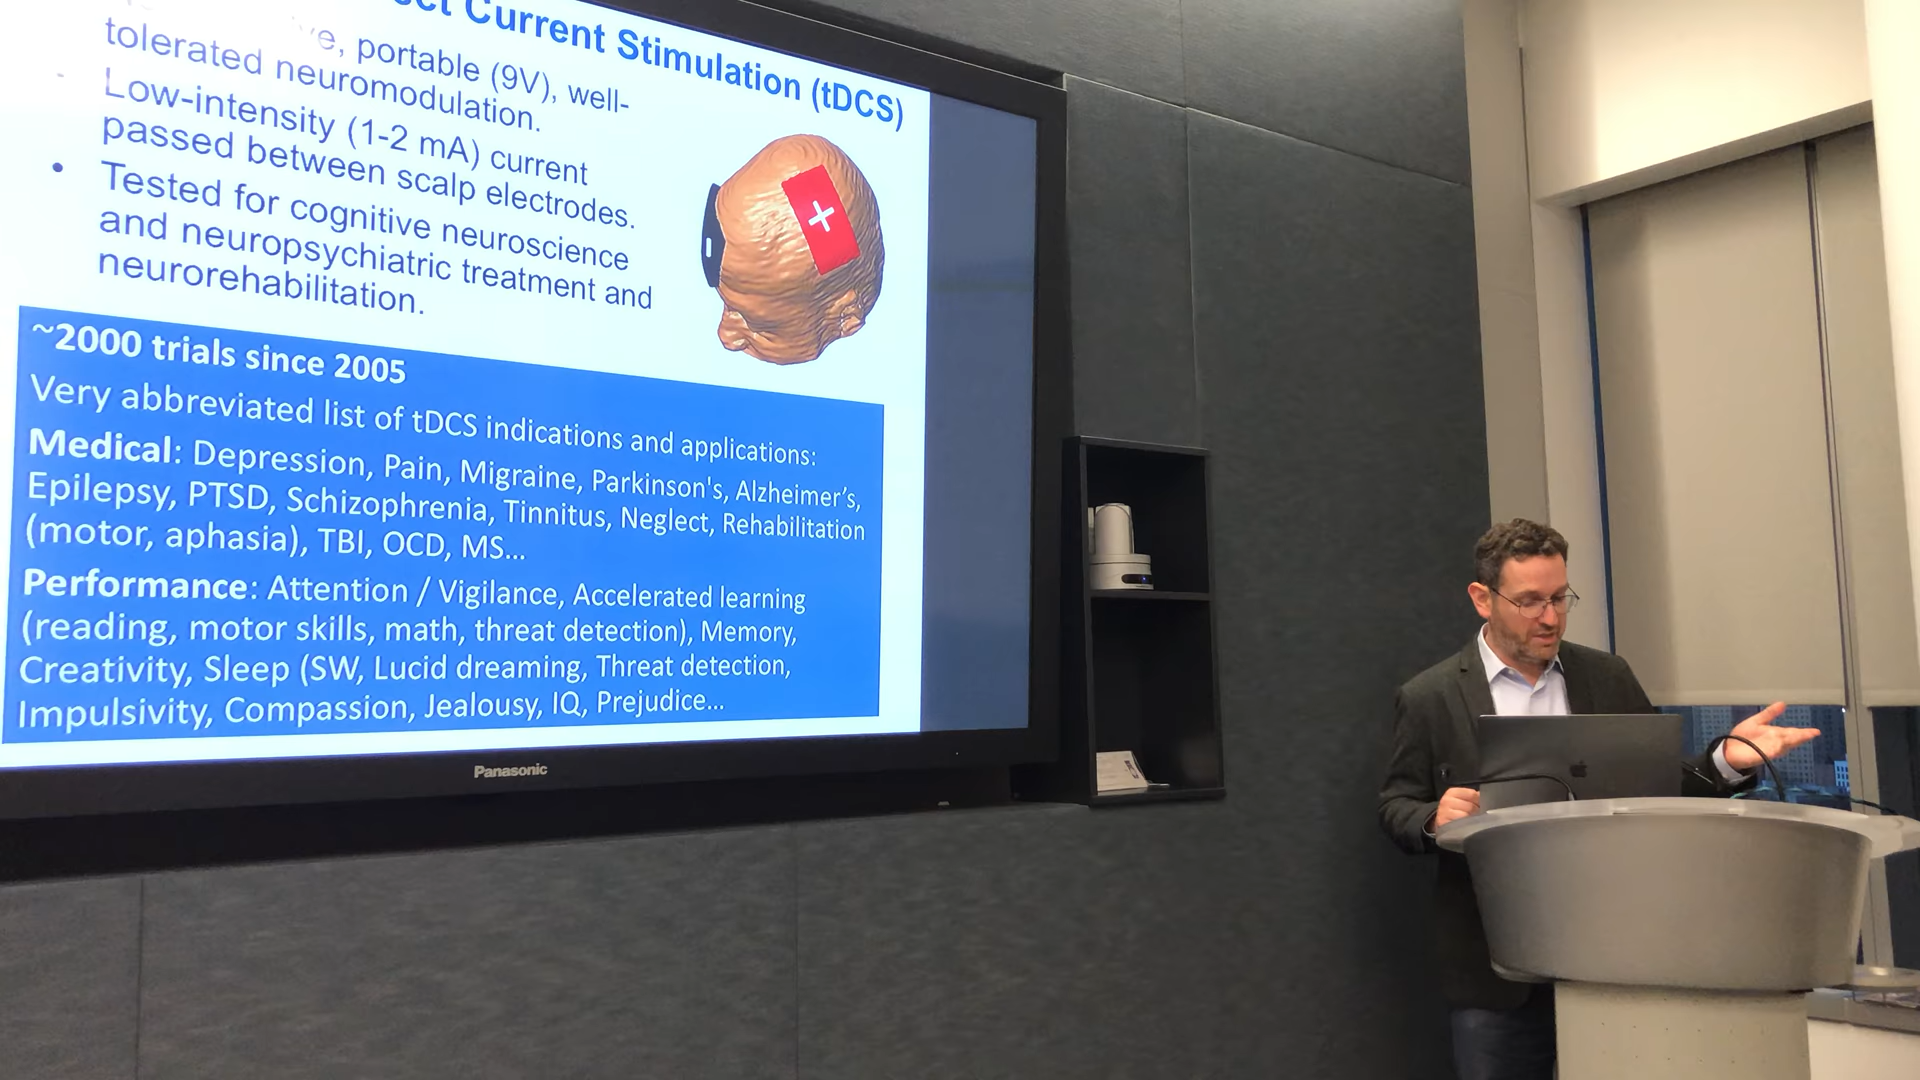 Current Stimulation (tDCS)
portable (9V), well-
tolerated neuromodulation.
Low-intensity (1-2 mA) current
passed between scalp electrodes.
• Tested for cognitive neuroscience
and neuropsychiatric treatment and
neurorehabilitation.
+
~2000 trials since 2005
Very abbreviated list of tDCS indications and applications:
Medical: Depression, Pain, Migraine, Parkinson's, Alzheimer’s,
Epilepsy, PTSD, Schizophrenia, Tinnitus, Neglect, Rehabilitation
(motor, aphasia), TBI, OCD, MS...
Performance: Attention / Vigilance, Accelerated learning
(reading, motor skills, math, threat detection), Memory,
Creativity, Sleep (SW, Lucid dreaming, Threat detection,
Impulsivity, Compassion, Jealousy, IQ, Prejudice...
Panasonic